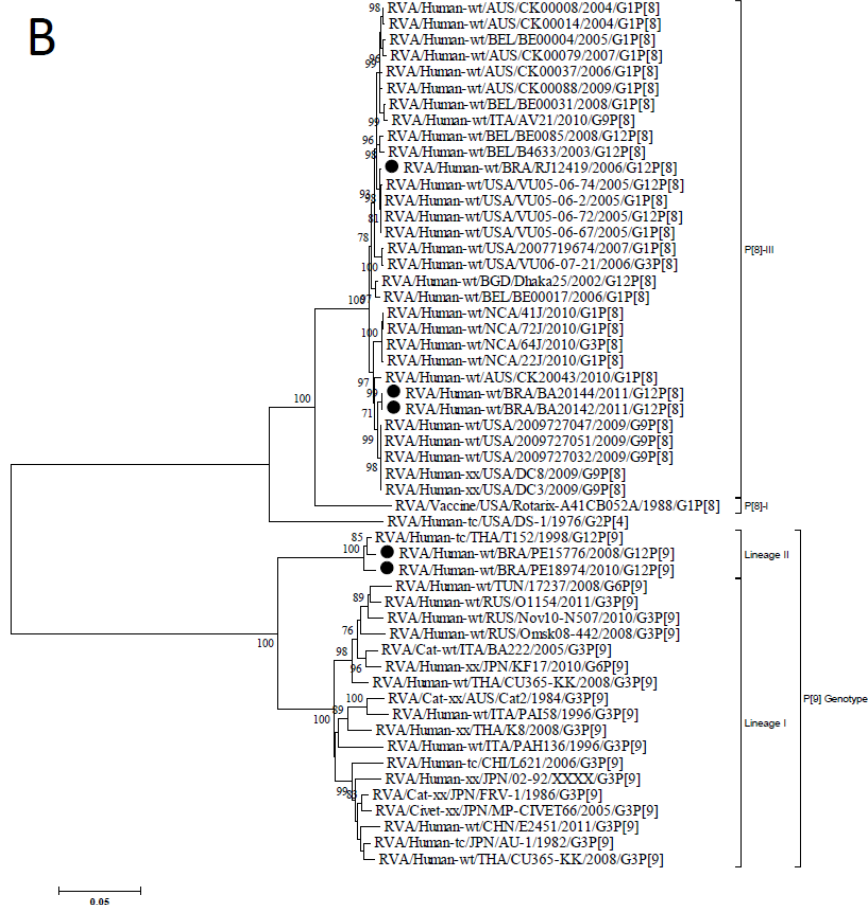 B
98
RVA/Human-wt/AUS/CK00008/2004/G1P[8]
RVA/Human-wt/AUS/CK00014/2004/G1P[8]
RVA/Human-wt/BEL/BE00004/2005/G1P[8]
RVA/Human-wt/AUS/CK00079/2007/G1P[8]
99
RVA/Human-wt/AUS/CK00037/2006/G1P[8]
RVA/Human-wt/AUS/CK00088/2009/G1P[8]
RVA/Human-wt/BEL/BE00031/2008/G1P[8]
99
RVA/Human-wt/ITA/AV21/2010/G9P[8]
96
RVA/Human-wt/BEL/BE0085/2008/G12P[8]
98
RVA/Human-wt/BEL/B4633/2003/G12P[8]
RVA/Human-wt/BRA/RJ12419/2006/G12P[8]
RVA/Human-wt/USA/VU05-06-74/2005/G12P[8]
RVA/Human-wt/USA/VU05-06-2/2005/G1P[8]
81
RVA/Human-wt/USA/VU05-06-72/2005/G12P[8]
RVA/Human-wt/USA/VU05-06-67/2005/G1P[8]
78
RVA/Human-wt/USA/2007719674/2007/G1P[8]
P[8]-III
100
RVA/Human-wt/USA/VU06-07-21/2006/G3P[8]
RVA/Human-wt/BGD/Dhaka25/2002/G12P[8]
100
97
RVA/Human-wt/BEL/BE00017/2006/G1P[8]
RVA/Human-wt/NCA/41J/2010/G1P[8]
100
RVA/Human-wt/NCA/72J/2010/G1P[8]
RVA/Human-wt/NCA/64J/2010/G3P[8]
RVA/Human-wt/NCA/22J/2010/G1P[8]
97
RVA/Human-wt/AUS/CK20043/2010/G1P[8]
99
RVA/Human-wt/BRA/BA20144/2011/G12P[8]
100
71
RVA/Human-wt/BRA/BA20142/2011/G12P[8]
RVA/Human-wt/USA/2009727047/2009/G9P[8]
99
RVA/Human-wt/USA/2009727051/2009/G9P[8]
RVA/Human-wt/USA/2009727032/2009/G9P[8]
98
RVA/Human-xx/USA/DC8/2009/G9P[8]
RVA/Human-xx/USA/DC3/2009/G9P[8]
RVA/Vaccine/USA/Rotarix-A41CB052A/1988/G1P[8]
P[8]-I
RVA/Human-tc/USA/DS-1/1976/G2P[4]
85
RVA/Human-tc/THA/T152/1998/G12P[9]
100
RVA/Human-wt/BRA/PE15776/2008/G12P[9]
Lineage II
RVA/Human-wt/BRA/PE18974/2010/G12P[9]
RVA/Human-wt/TUN/17237/2008/G6P[9]
89
RVA/Human-wt/RUS/O1154/2011/G3P[9]
RVA/Human-wt/RUS/Nov10-N507/2010/G3P[9]
76
RVA/Human-wt/RUS/Omsk08-442/2008/G3P[9]
100
98
RVA/Cat-wt/ITA/BA222/2005/G3P[9]
96
RVA/Human-xx/JPN/KF17/2010/G6P[9]
RVA/Human-wt/THA/CU365-KK/2008/G3P[9]
100
RVA/Cat-xx/AUS/Cat2/1984/G3P[9]
P[9] Genotype
89
RVA/Human-wt/ITA/PAI58/1996/G3P[9]
100
RVA/Human-xx/THA/K8/2008/G3P[9]
Lineage I
RVA/Human-wt/ITA/PAH136/1996/G3P[9]
RVA/Human-tc/CHI/L621/2006/G3P[9]
RVA/Human-xx/JPN/02-92/XXXX/G3P[9]
99
RVA/Cat-xx/JPN/FRV-1/1986/G3P[9]
RVA/Civet-xx/JPN/MP-CIVET66/2005/G3P[9]
RVA/Human-wt/CHN/E2451/2011/G3P[9]
RVA/Human-tc/JPN/AU-1/1982/G3P[9]
RVA/Human-wt/THA/CU365-KK/2008/G3P[9]
0.05